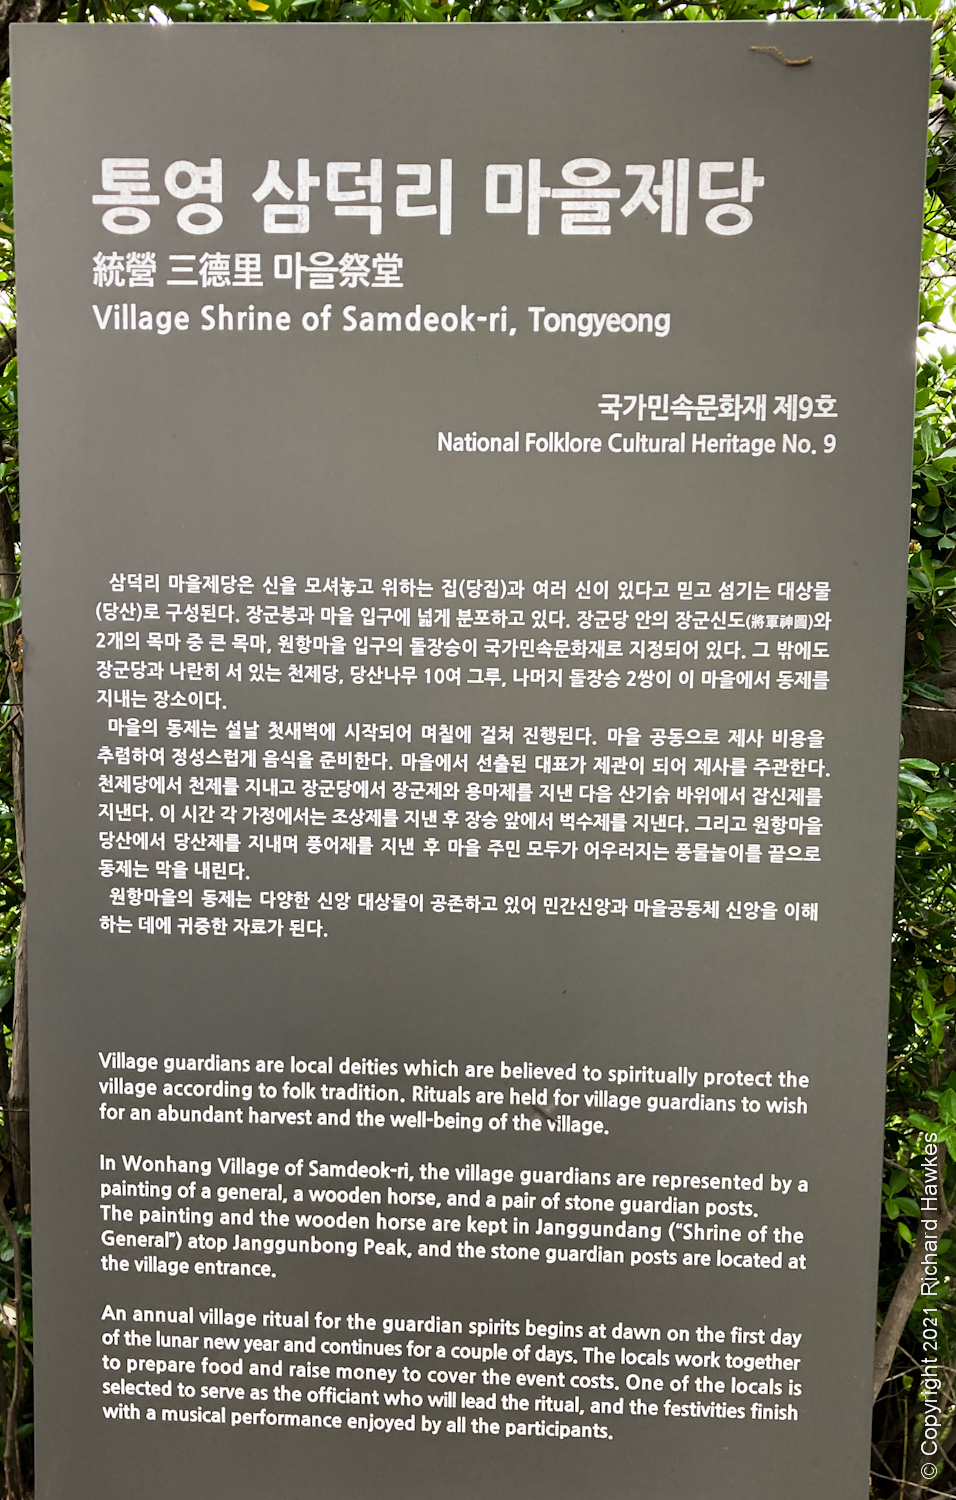 통영 삼덕리 마을제당
統營 三德里 마을祭堂
Village Shrine of Samdeok-ri, Tongyeong
국가민속문화재 제9호
National Folklore Cultural Heritage No. 9
삼덕리 마을제당은 신을 모셔놓고 위하는 집(당집)과 여러 신이 있다고 믿고 섬기는 대상물
(당산)로 구성된다. 장군봉과 마을 입구에 넓게 분포하고 있다. 장군당 안의 장군신도(將軍神圖)와
2개의 목마 중 큰 목마, 원항마을 입구의 돌장승이 국가민속문화재로 지정되어 있다. 그 밖에도
장군당과 나란히 서 있는 천제당, 당산나무 10여 그루, 나머지 돌장승 2쌍이 이 마을에서 동제를
지내는 장소이다.
마을의 동제는 설날 첫새벽에 시작되어 며칠에 걸쳐 진행된다. 마을 공동으로 제사 비용을
추렴하여 정성스럽게 음식을 준비한다. 마을에서 선출된 대표가 제관이 되어 제사를 주관한다.
천제당에서 천제를 지내고 장군당에서 장군제와 용마제를 지낸 다음 산기슭 바위에서 잡신제를
지낸다. 이 시간 각 가정에서는 조상제를 지낸 후 장승 앞에서 벅수제를 지낸다. 그리고 원항마을
당산에서 당산제를 지내며 풍어제를 지낸 후 마을 주민 모두가 어우러지는 풍물놀이를 끝으로
동제는 막을 내린다.
원항마을의 동제는 다양한 신앙 대상물이 공존하고 있어 민간신앙과 마을공동체 신앙을 이해
하는 데에 귀중한 자료가 된다.
Village guardians are local deities which are believed to spiritually protect the
village according to folk tradition. Rituals are held for village guardians to wish
for an abundant harvest and the well-being of the village.
In Wonhang Village of Samdeok-ri, the village guardians are represented by a
painting of a general, a wooden horse, and a pair of stone guardian posts.
The painting and the wooden horse are kept in Janggundang (“Shrine of the
General”) atop Janggunbong Peak, and the stone guardian posts are located at
the village entrance.
An annual village ritual for the guardian spirits begins at dawn on the first day
of the lunar new year and continues for a couple of days. The locals work together
to prepare food and raise money to cover the event costs. One of the locals is
selected to serve as the officiant who will lead the ritual, and the festivities finish
with a musical performance enjoyed by all the participants.
© Copyright 2021 Richard Hawkes